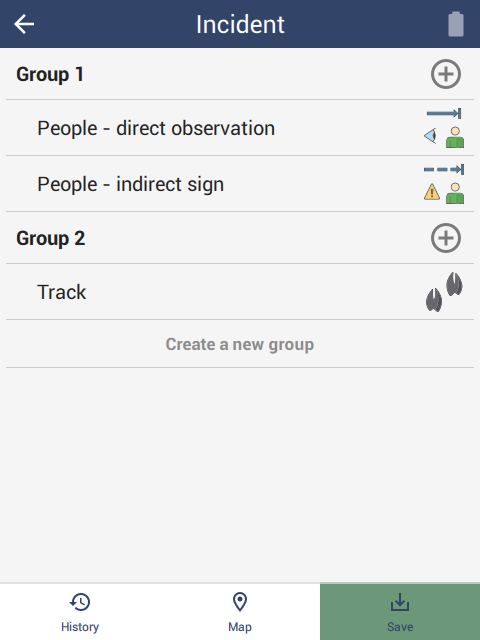 Incident
Group 1
People - direct observation
People - indirect sign
Group 2
Track
Create a new group
History
Map
Save